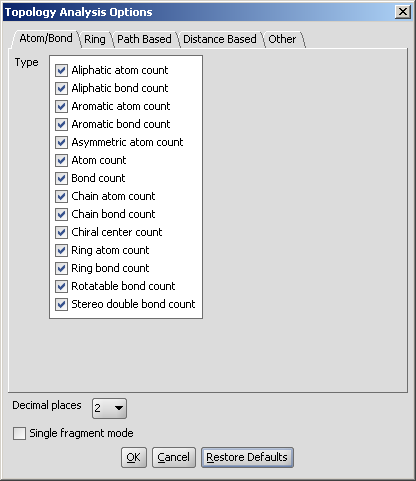 Topology Analysis Options
Atom/Bond Ring Path Based Distance Based Other
Type
Aliphatic atom count
Aliphatic bond count
Aromatic atom count
Aromatic bond count
Asymmetric atom count
Atom count
Bond count
Chain atom count
Chain bond count
Chiral center count
Ring atom count
Ring bond count
Rotatable bond count
Stereo double bond count
Decimal places 2
Single fragment mode
OK Cancel Restore Defaults